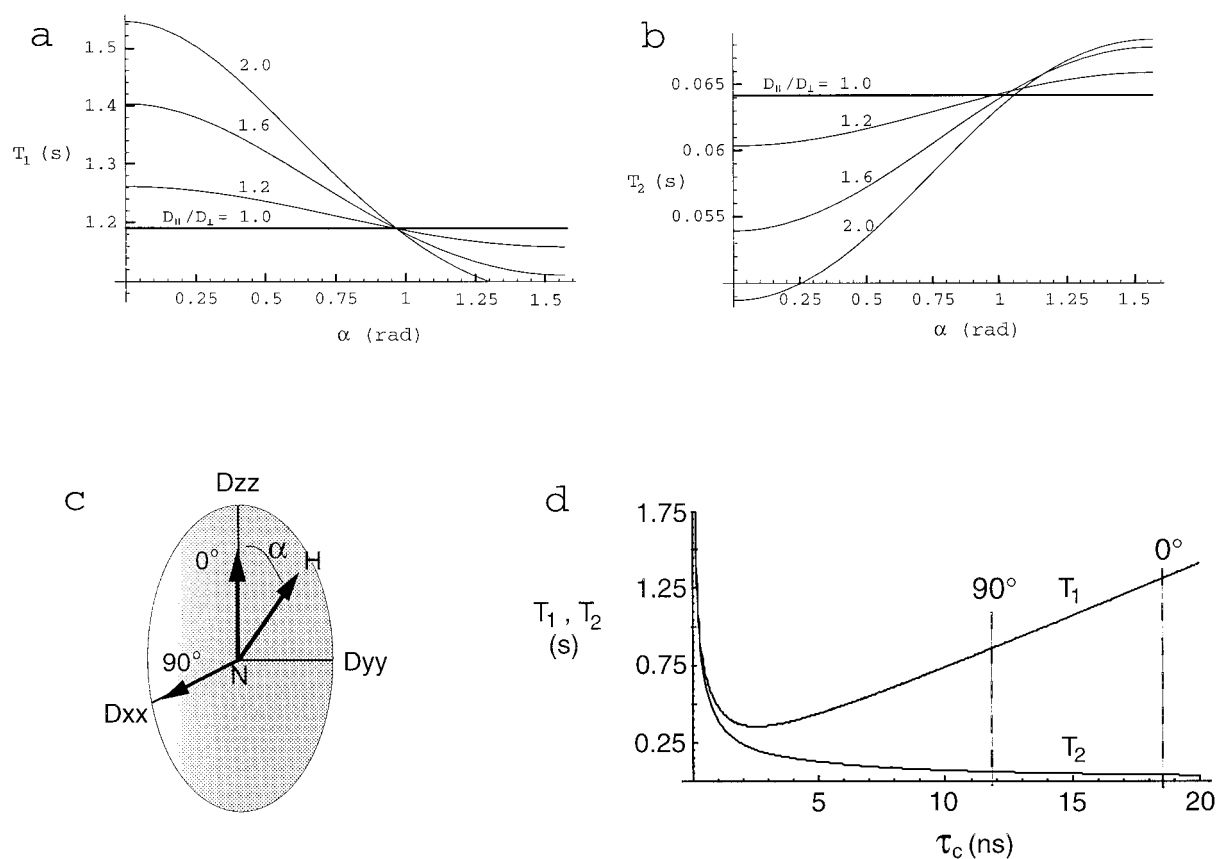 a
1.5
1.4
1.3
1.2
T₁ (s)
2.0
1.6
1.2
D∥/D⊥= 1.0
0.25 0.5 0.75 1 1.25 1.5
α (rad)
b
0.065
0.06
0.055
T₂ (s)
D∥/D⊥= 1.0
1.2
1.6
2.0
0.25 0.5 0.75 1 1.25 1.5
α (rad)
c
Dzz
0°
α
H
90°
N
Dyy
Dxx
d
1.75
1.25
0.75
0.25
T₁ , T₂
(s)
90°
0°
T₁
T₂
5 10 15 20
τc (ns)